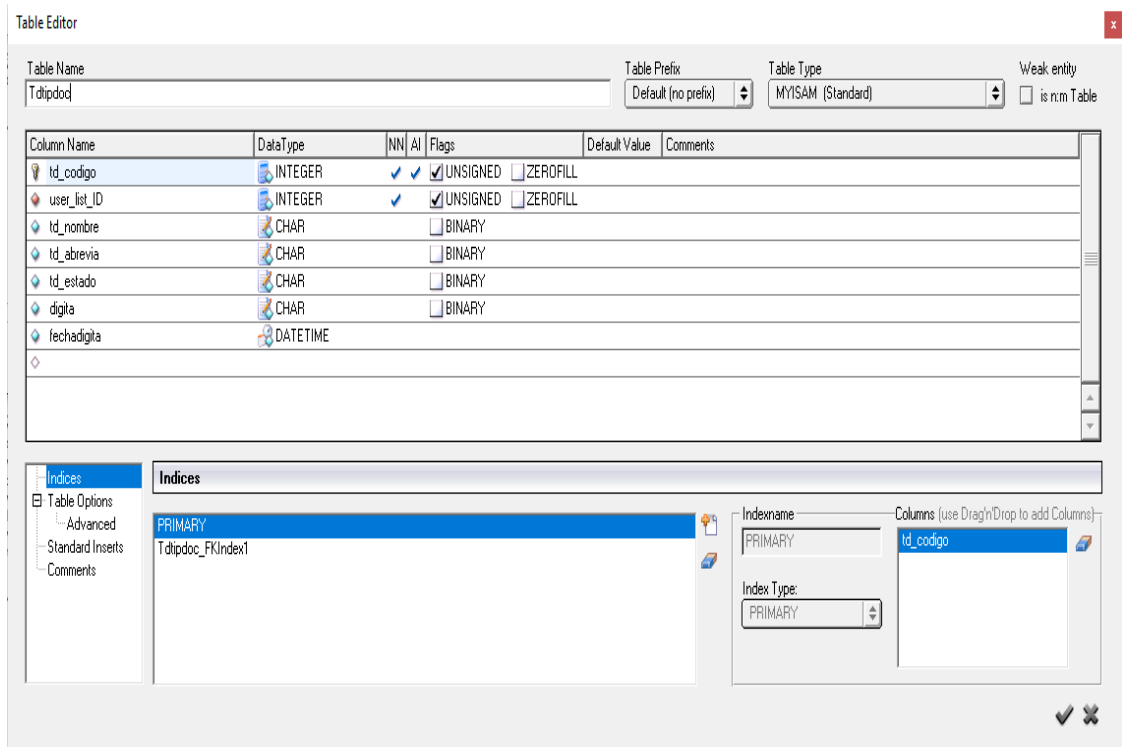 Table Editor
x
Table Name
Table Prefix
Table Type
Weak entity
Tdtipdoc
Default (no prefix)
MYISAM (Standard)
is n:m Table
Column Name DataType NN AI Flags Default Value Comments
td_codigo INTEGER UNSIGNED ZEROFILL
user_list_ID INTEGER UNSIGNED ZEROFILL
td_nombre CHAR BINARY
td_abrevia CHAR BINARY
td_estado CHAR BINARY
digita CHAR BINARY
fechadigita DATETIME
Indices
Table Options
Advanced
Standard Inserts
Comments
Indices
PRIMARY
Tdtipdoc_FKIndex1
Indexname
PRIMARY
Index Type:
PRIMARY
Columns (use Drag'n'Drop to add Columns)
td_codigo